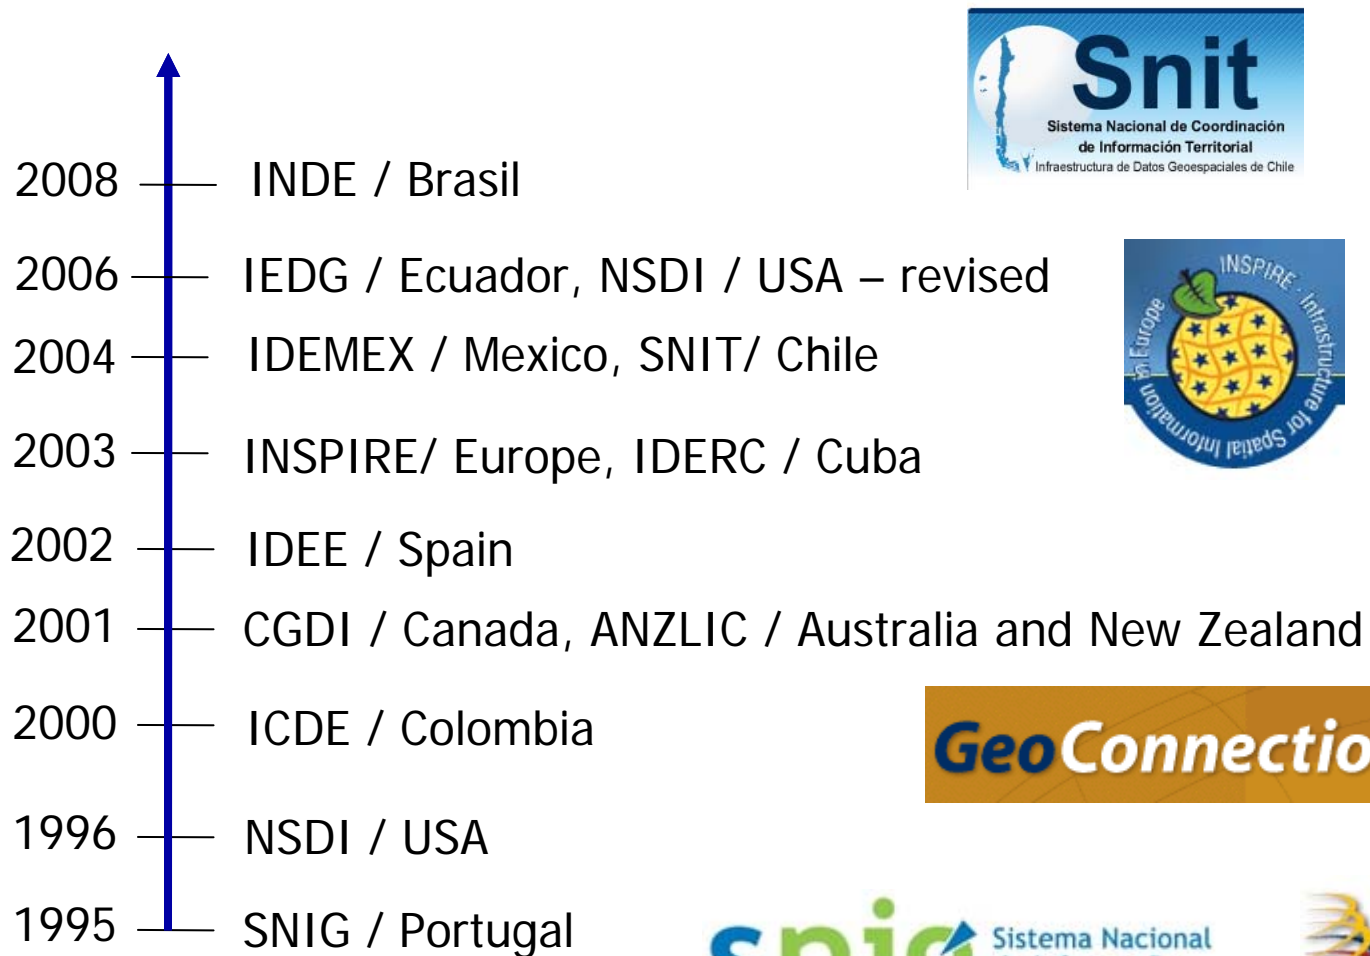 Snit
Sistema Nacional de Coordinación
de Información Territorial
Infraestructura de Datos Geoespaciales de Chile
2008 INDE / Brasil
2006 IEDG / Ecuador, NSDI / USA – revised
INSPIRE - Infrastructure for Spatial Information in Europe
2004 IDEMEX / Mexico, SNIT/ Chile
2003 INSPIRE/ Europe, IDERC / Cuba
2002 IDEE / Spain
2001 CGDI / Canada, ANZLIC / Australia and New Zealand
2000 ICDE / Colombia
GeoConnectio
1996 NSDI / USA
1995 SNIG / Portugal
snig
Sistema Nacional